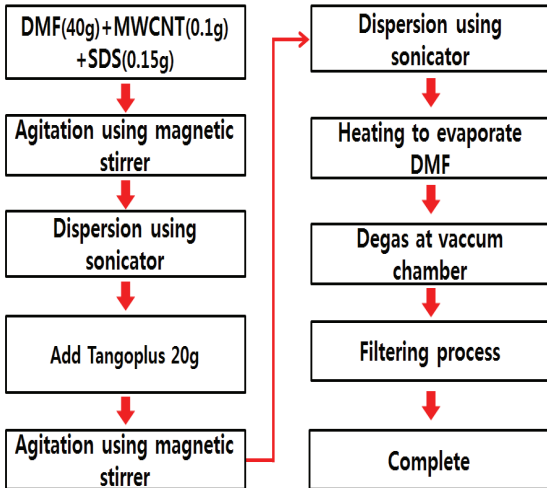 DMF(40g)+MWCNT(0.1g)
+SDS(0.15g)
Agitation using magnetic
stirrer
Dispersion using
sonicator
Add Tangoplus 20g
Agitation using magnetic
stirrer
Dispersion using
sonicator
Heating to evaporate
DMF
Degas at vaccum
chamber
Filtering process
Complete